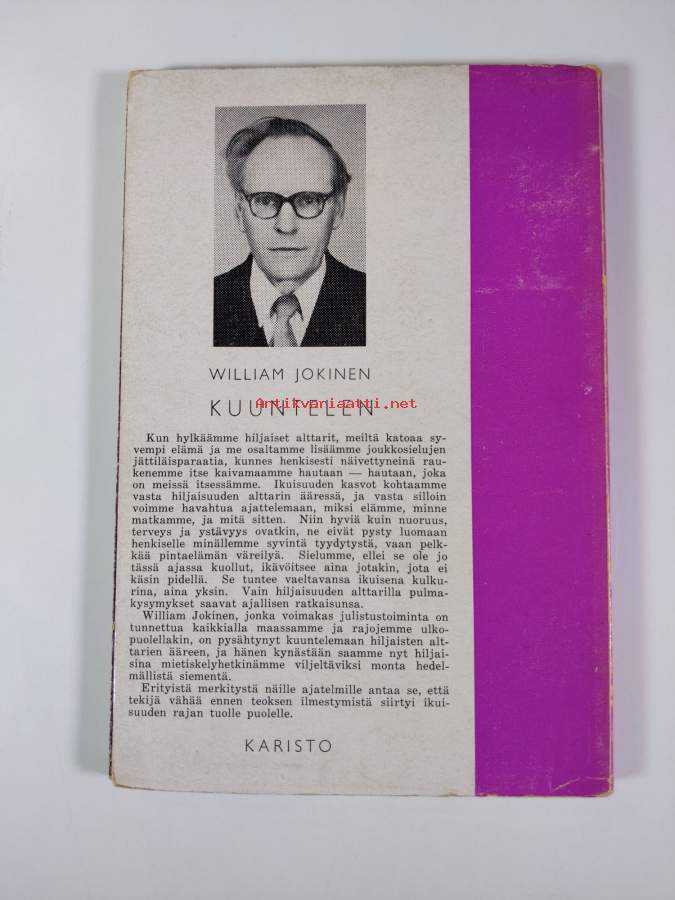 WILLIAM JOKINEN
KUUNTELEN
Antikvariaatti.net
Kun hylkäämme hiljaiset alttarit, meiltä katoaa sy-
vempi elämä ja me osaltamme lisäämme joukkosielujen
jättiläisparaatia, kunnes henkisesti näivettyneinä rau-
kenemme itse kaivamaamme hautaan — hautaan, joka
on meissä itsessämme. Ikuisuuden kasvot kohtaamme
vasta hiljaisuuden alttarin ääressä, ja vasta silloin
voimme havahtua ajattelemaan, miksi elämme, minne
matkamme, ja mitä sitten. Niin hyviä kuin nuoruus,
terveys ja ystävyys ovatkin, ne eivät pysty luomaan
henkiselle minällemme syvintä tyydytystä, vaan pelk-
kää pintaelämän väreilyä. Sielumme, ellei se ole jo
tässä ajassa kuollut, ikävöitsee aina jotakin, jota ei
käsin pidellä. Se tuntee vaeltavansa ikuisena kulku-
rina, aina yksin. Vain hiljaisuuden alttarilla pulma-
kysymykset saavat ajallisen ratkaisunsa.
William Jokinen, jonka voimakas julistustoiminta on
tunnettua kaikkialla maassamme ja rajojemme ulko-
puolellakin, on pysähtynyt kuuntelemaan hiljaisten alt-
tarien ääreen, ja hänen kynästään saamme nyt hiljai-
sina mietiskelyhetkinämme viljeltäviksi monta hedel-
mällistä siementä.
Erityistä merkitystä näille ajatelmille antaa se, että
tekijä vähää ennen teoksen ilmestymistä siirtyi ikui-
suuden rajan tuolle puolelle.
KARISTO